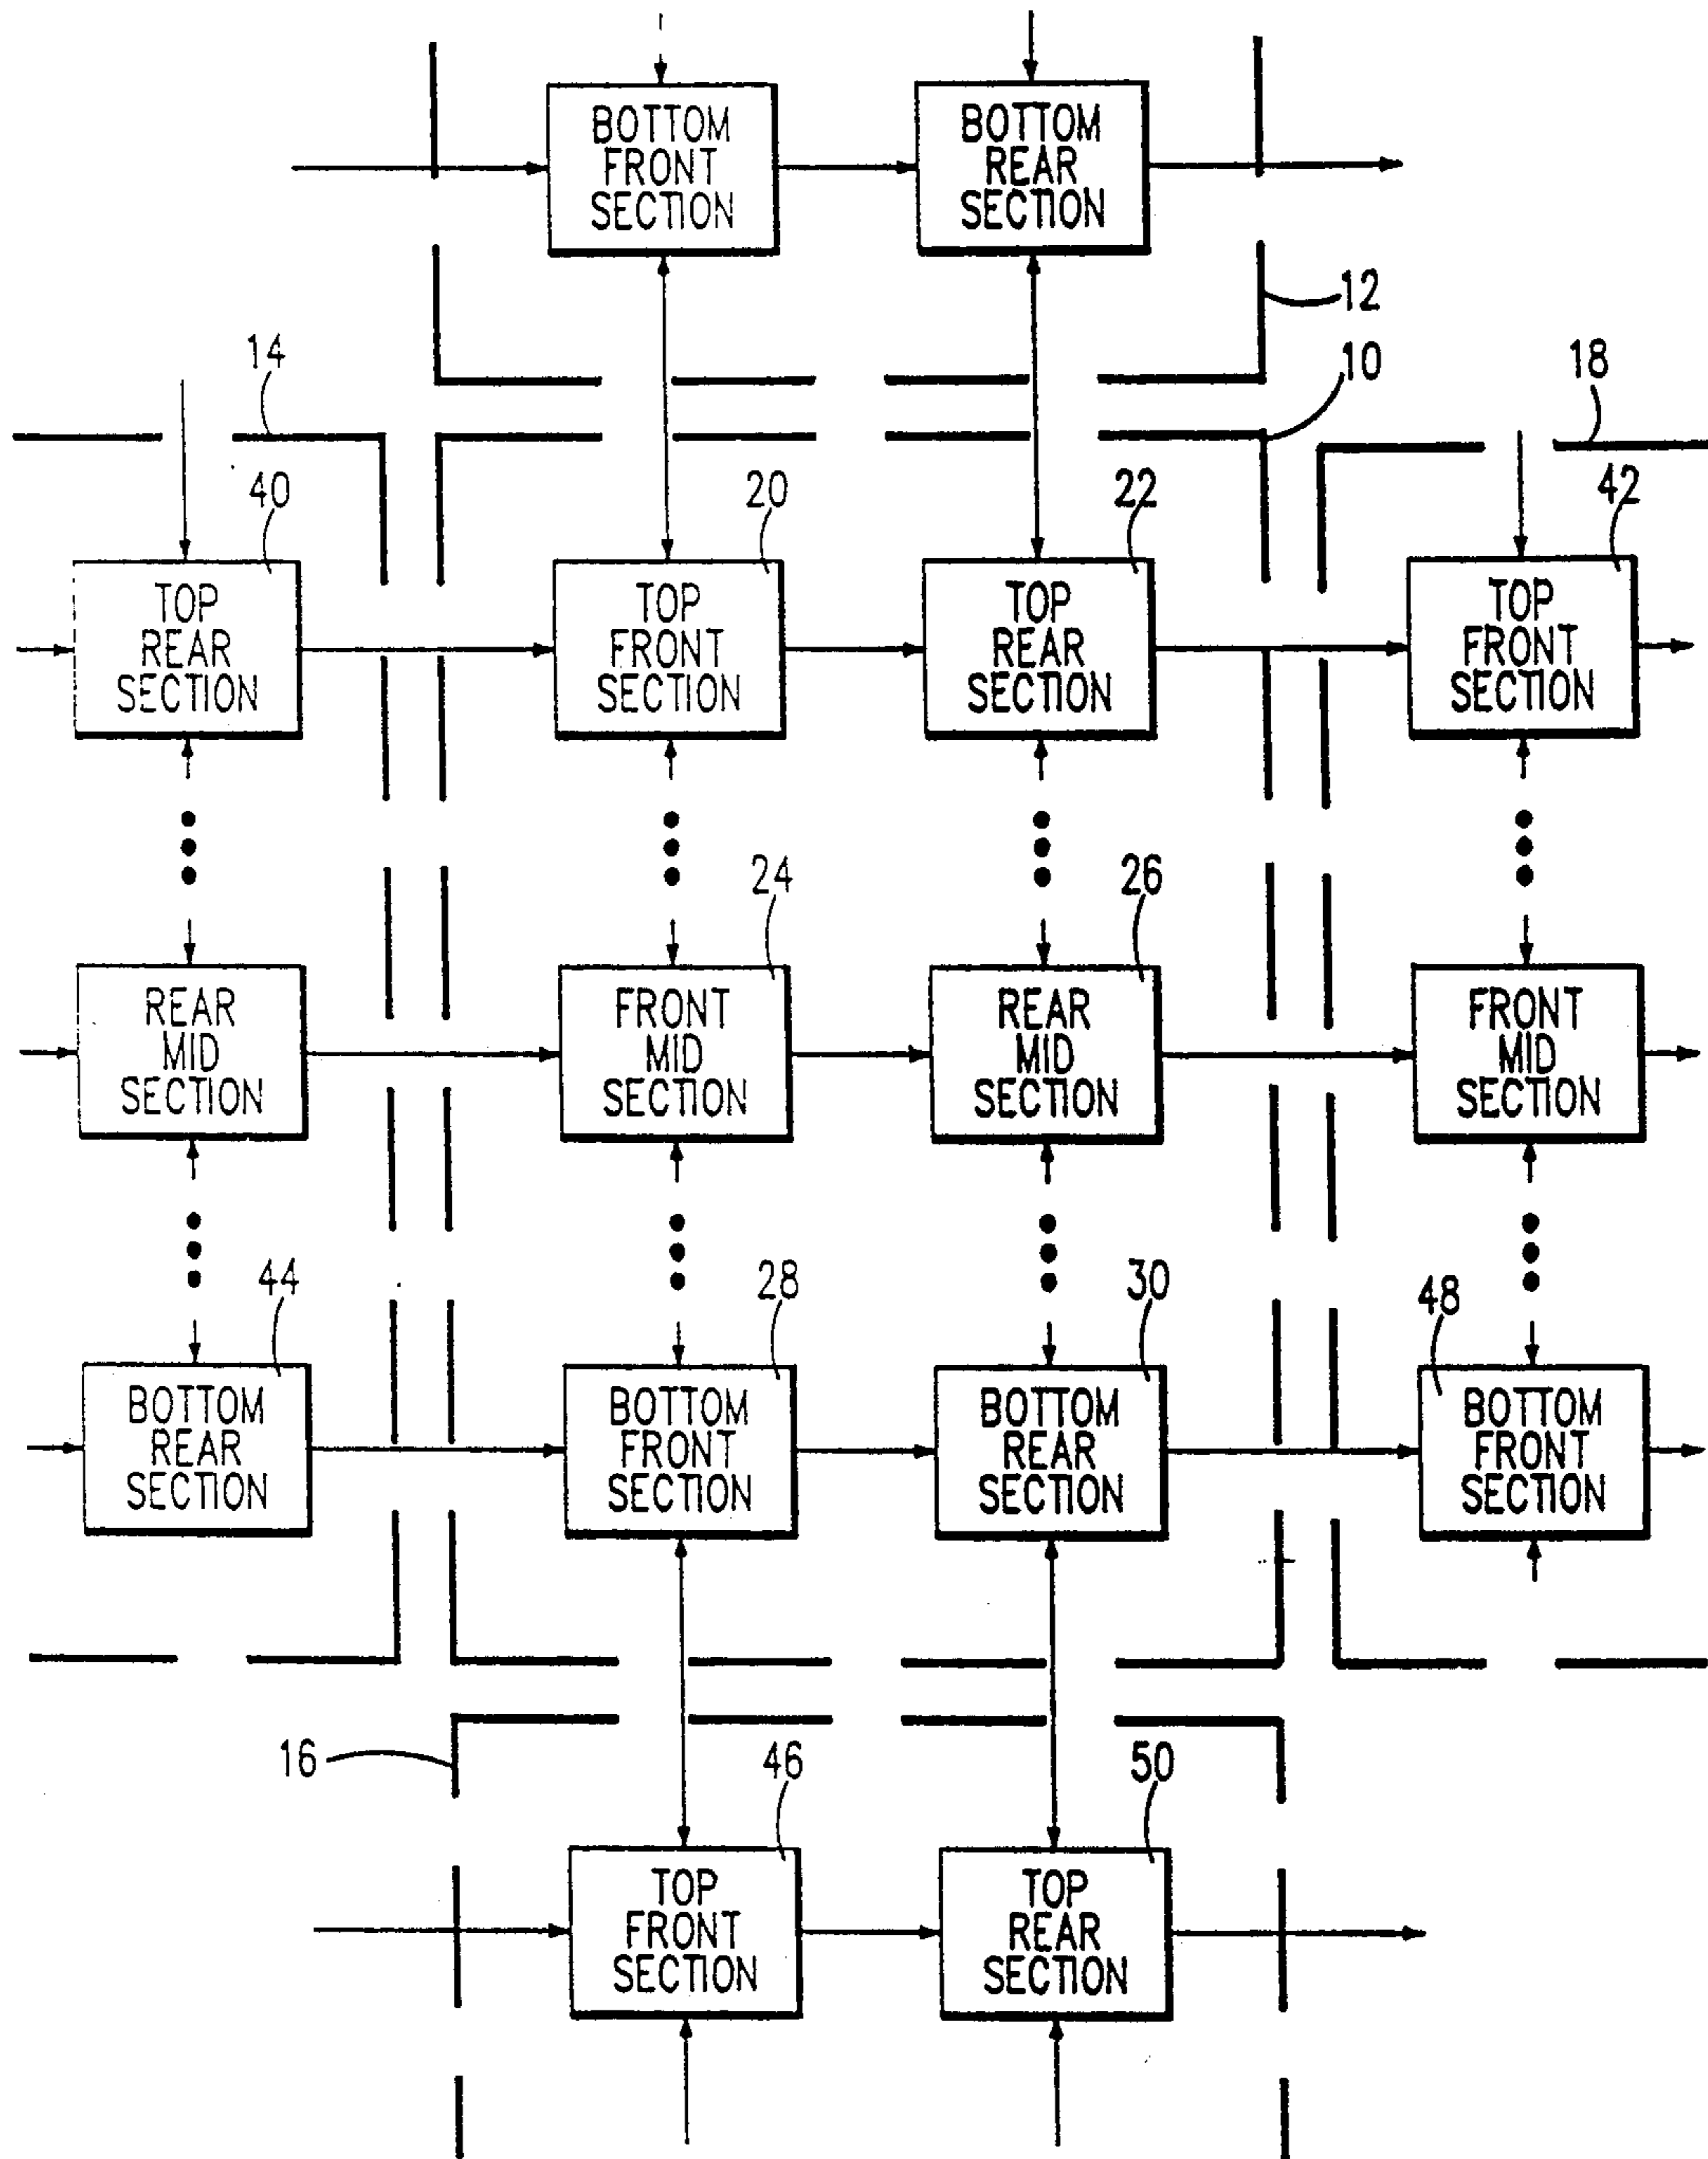 BOTTOM
FRONT
SECTION
BOTTOM
REAR
SECTION
12
14
10
18
40
20
22
42
TOP
REAR
SECTION
TOP
FRONT
SECTION
TOP
REAR
SECTION
TOP
FRONT
SECTION
24
26
REAR
MID
SECTION
FRONT
MID
SECTION
REAR
MID
SECTION
FRONT
MID
SECTION
44
28
30
48
BOTTOM
REAR
SECTION
BOTTOM
FRONT
SECTION
BOTTOM
REAR
SECTION
BOTTOM
FRONT
SECTION
16
46
50
TOP
FRONT
SECTION
TOP
REAR
SECTION